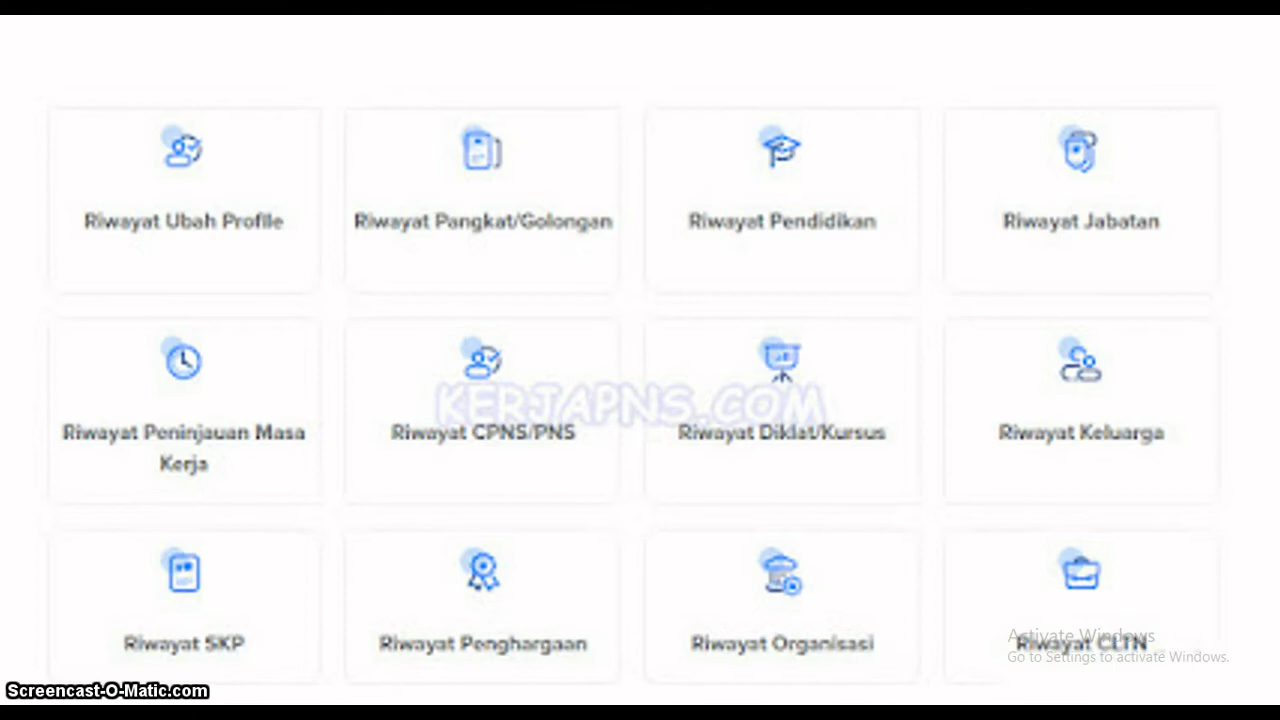 Riwayat Ubah Profile
Riwayat Pangkat/Golongan
Riwayat Pendidikan
Riwayat Jabatan
Riwayat Peninjauan Masa
Kerja
Riwayat CPNS/PNS
Riwayat Diklat/Kursus
Riwayat Keluarga
KERJAPNS.COM
Riwayat SKP
Riwayat Penghargaan
Riwayat Organisasi
Riwayat CLTN
Activate Windows
Go to Settings to activate Windows.
Screencast-O-Matic.com